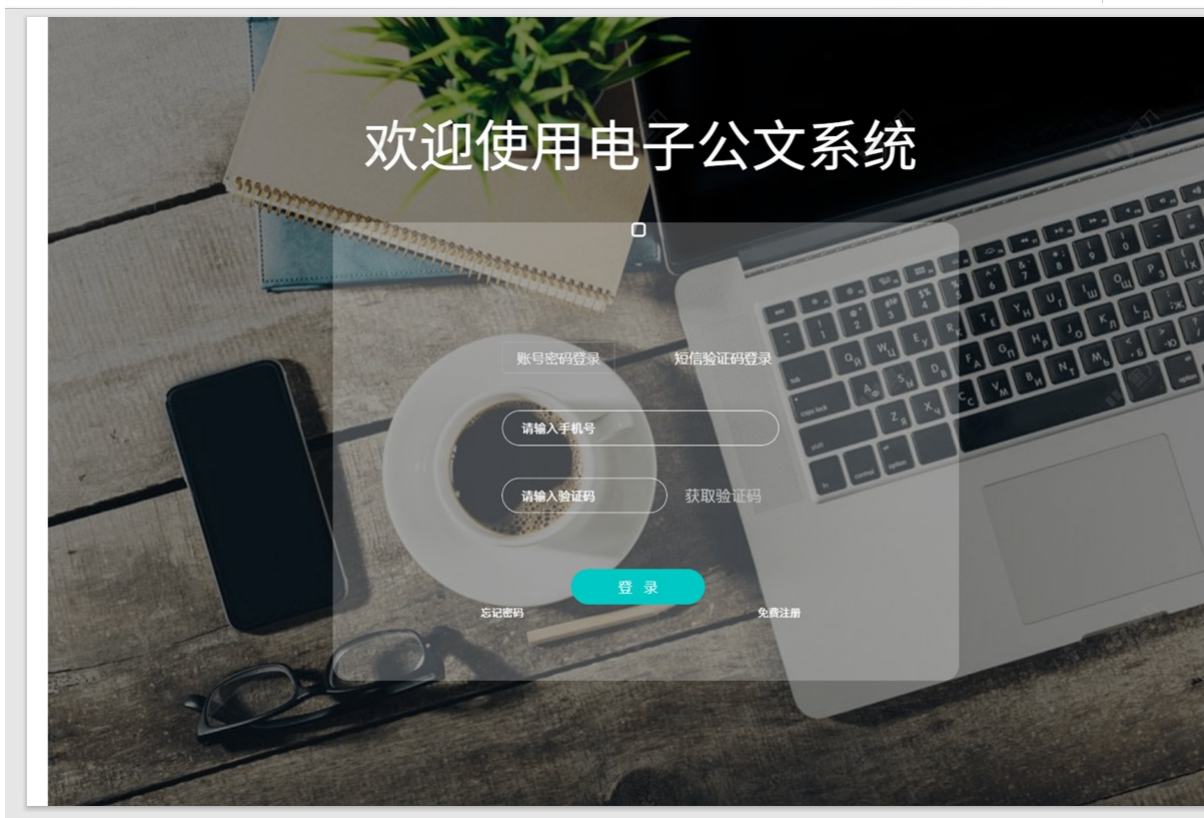 欢迎使用电子公文系统
账号密码登录 短信验证码登录
请输入手机号
请输入验证码 获取验证码
登 录
忘记密码 免费注册